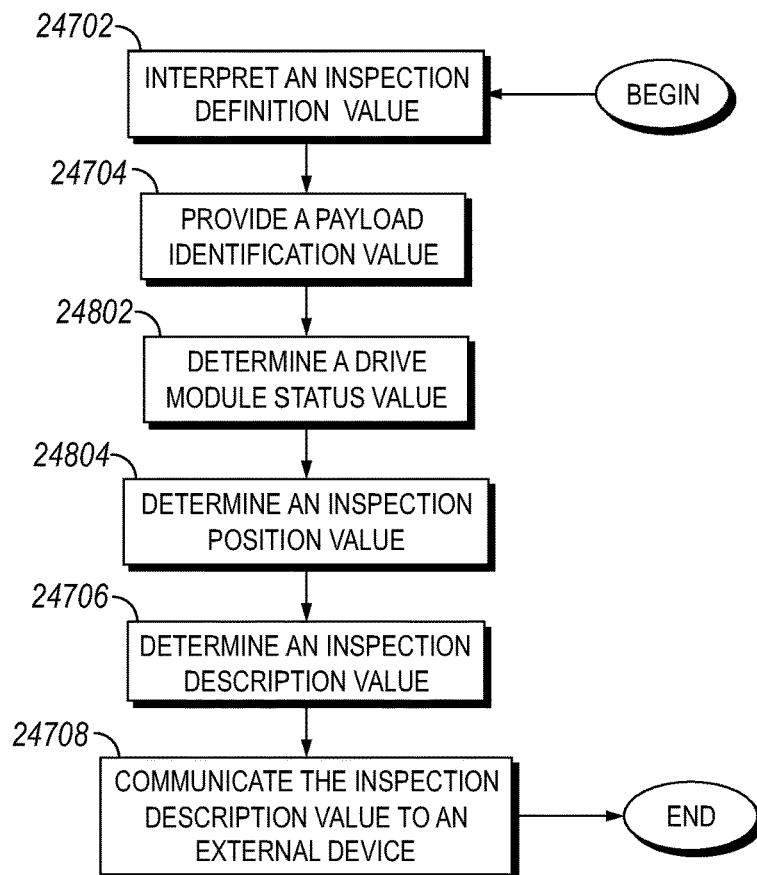 24702
INTERPRET AN INSPECTION
DEFINITION VALUE
BEGIN
24704
PROVIDE A PAYLOAD
IDENTIFICATION VALUE
24802
DETERMINE A DRIVE
MODULE STATUS VALUE
24804
DETERMINE AN INSPECTION
POSITION VALUE
24706
DETERMINE AN INSPECTION
DESCRIPTION VALUE
24708
COMMUNICATE THE INSPECTION
DESCRIPTION VALUE TO AN
EXTERNAL DEVICE
END